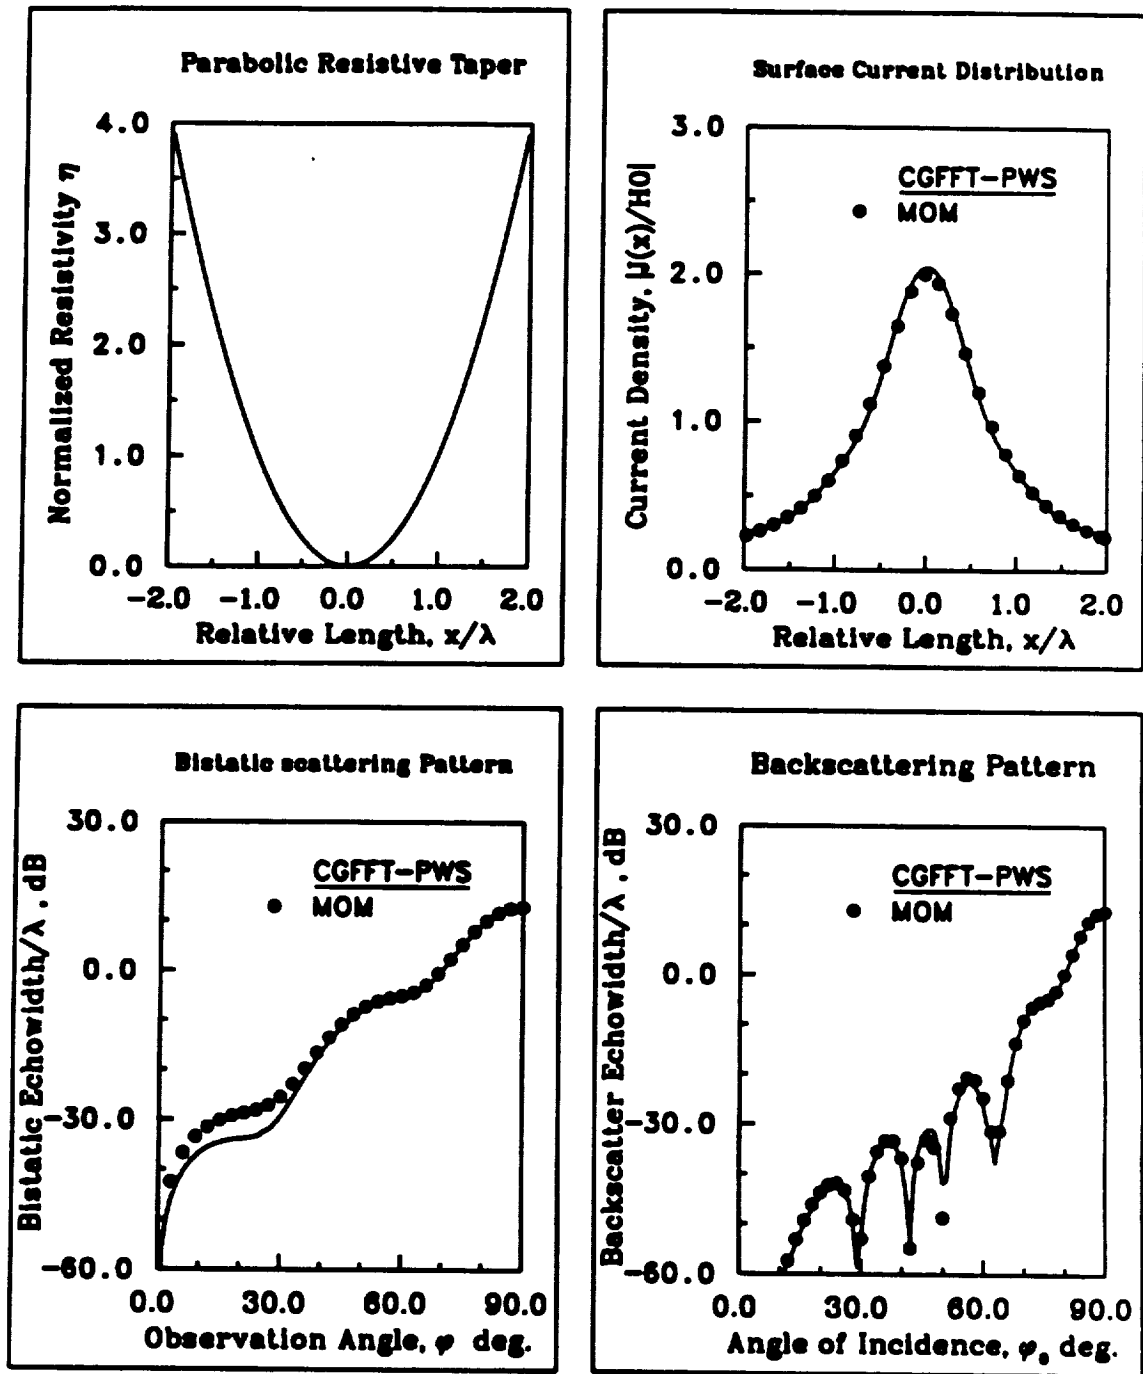 Parabolic Resistive Taper
Normalized Resistivity η
4.0
3.0
2.0
1.0
0.0
-2.0 -1.0 0.0 1.0 2.0
Relative Length, x/λ
Surface Current Distribution
Current Density, |J(x)/H0|
3.0
2.0
1.0
0.0
CGFFT-PWS
MOM
-2.0 -1.0 0.0 1.0 2.0
Relative Length, x/λ
Bistatic scattering Pattern
Bistatic Echowidth/λ, dB
30.0
0.0
-30.0
-60.0
CGFFT-PWS
MOM
0.0 30.0 60.0 90.0
Observation Angle, φ deg.
Backscattering Pattern
Backscatter Echowidth/λ, dB
30.0
0.0
-30.0
-60.0
CGFFT-PWS
MOM
0.0 30.0 60.0 90.0
Angle of Incidence, φ₀ deg.